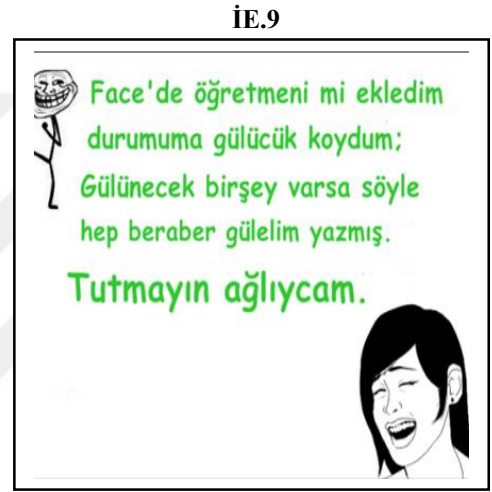 İE.9
Face'de öğretmeni mi ekledim
durumuma gülücük koydum;
Gülünecek birşey varsa söyle
hep beraber gülelim yazmış.
Tutmayın ağlıycam.